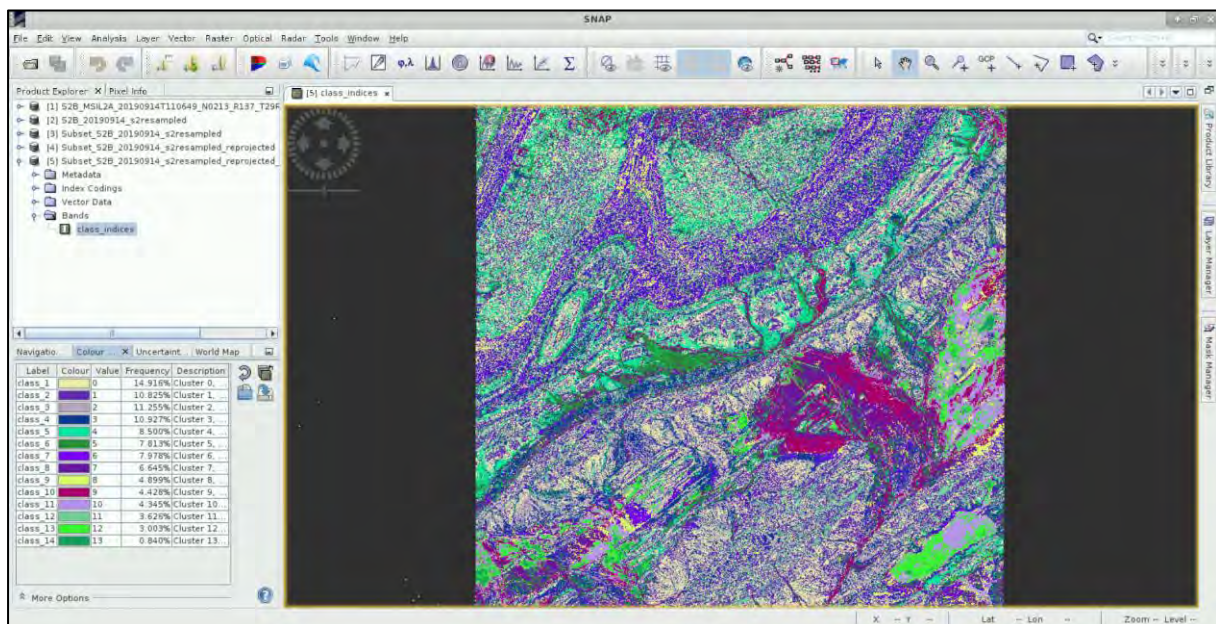 SNAP
File Edit View Analysis Layer Vector Raster Optical Radar Tools Window Help
φ,λ Σ GCP
Product Explorer Pixel Info
[5] class_indices
[1] S2B_MSIL2A_20190914T110649_N0213_R137_T29R
[2] S2B_20190914_s2resampled
[3] Subset_S2B_20190914_s2resampled
[4] Subset_S2B_20190914_s2resampled_reprojected
[5] Subset_S2B_20190914_s2resampled_reprojected_
Metadata
Index Codings
Vector Data
Bands
class_indices
Product Library
Layer Manager
Mask Manager
Navigatio. Colour ... Uncertaint. World Map
Label Colour Value Frequency Description
class_1 0 14.916% Cluster 0, ...
class_2 1 10.825% Cluster 1, ...
class_3 2 11.255% Cluster 2, ...
class_4 3 10.927% Cluster 3, ...
class_5 4 8.500% Cluster 4, ...
class_6 5 7.813% Cluster 5, ...
class_7 6 7.978% Cluster 6, ...
class_8 7 6.645% Cluster 7, ...
class_9 8 4.899% Cluster 8, ...
class_10 9 4.428% Cluster 9, ...
class_11 10 4.345% Cluster 10...
class_12 11 3.626% Cluster 11...
class_13 12 3.003% Cluster 12...
class_14 13 0.840% Cluster 13...
More Options
X -- Y -- Lat -- Lon -- Zoom -- Level --